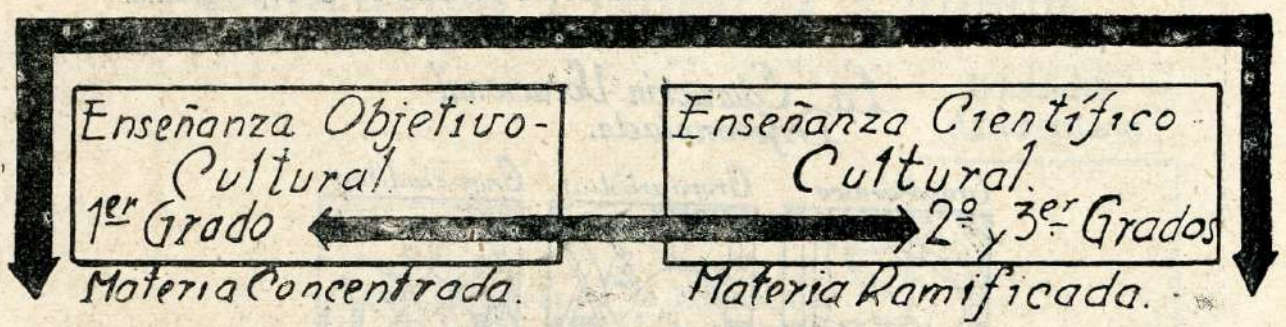 Enseñanza Objetivo-
Cultural.
1er Grado
Materia Concentrada.
Enseñanza Científico
Cultural.
2º y 3er Grados
Materia Ramificada.